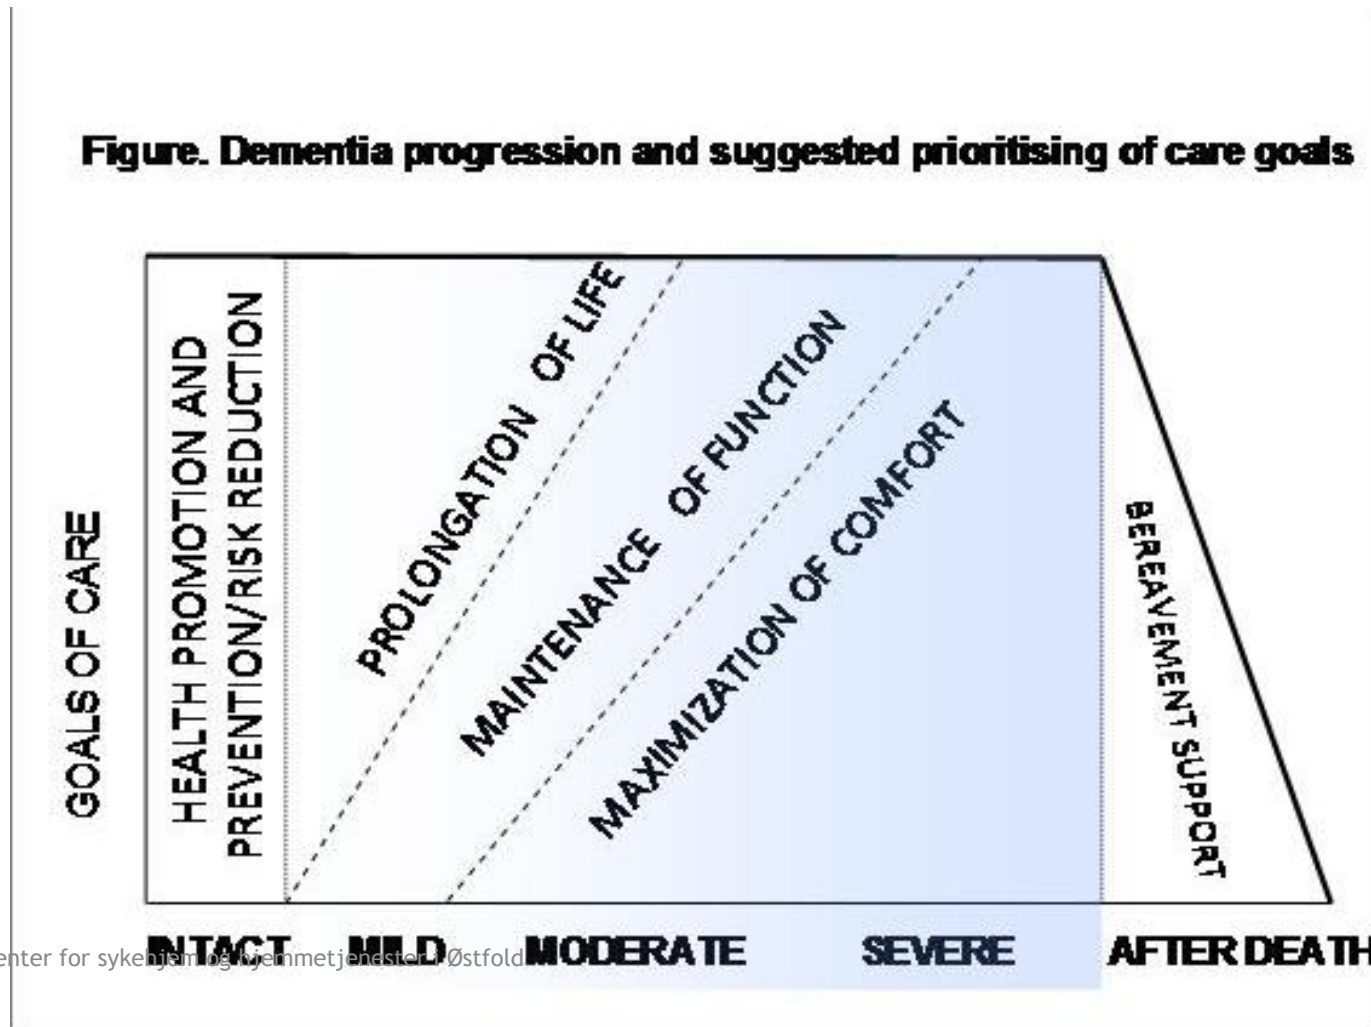 Figure. Dementia progression and suggested prioritising of care goals
GOALS OF CARE
HEALTH PROMOTION AND
PREVENTION/RISK REDUCTION
PROLONGATION OF LIFE
MAINTENANCE OF FUNCTION
MAXIMIZATION OF COMFORT
BEREAVEMENT SUPPORT
INTACT MILD MODERATE SEVERE AFTER DEATH
enter for sykehjem og hjemmetjenester i Østfold